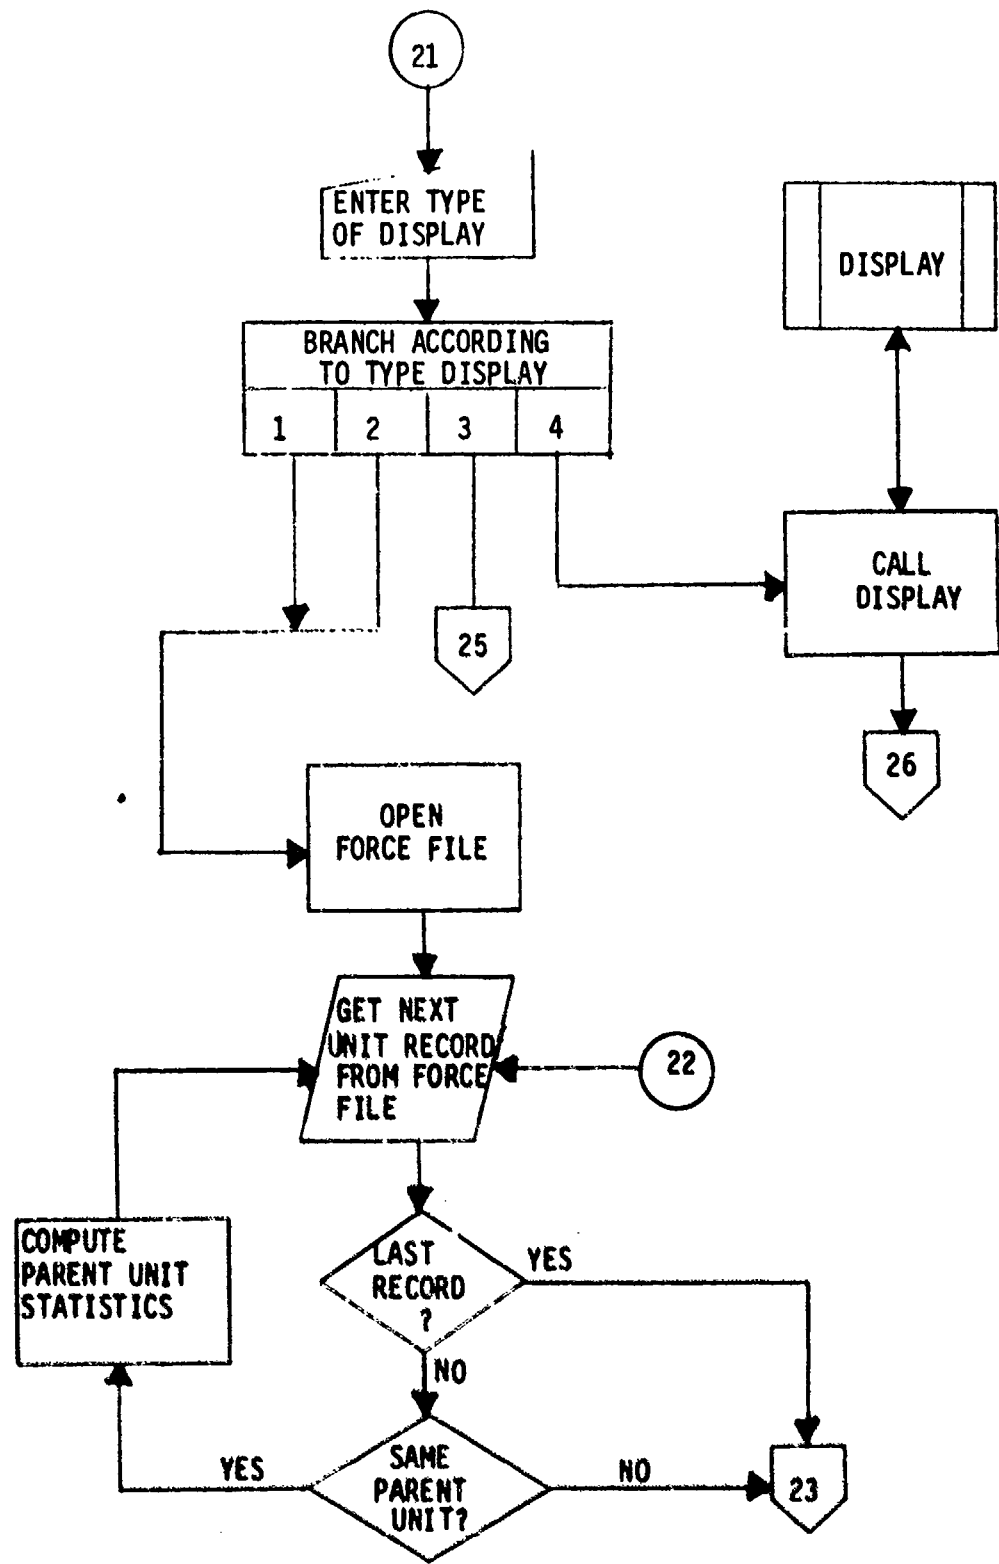 21
ENTER TYPE
OF DISPLAY
BRANCH ACCORDING
TO TYPE DISPLAY
1 2 3 4
DISPLAY
CALL
DISPLAY
25
26
OPEN
FORCE FILE
GET NEXT
UNIT RECORD
FROM FORCE
FILE
22
COMPUTE
PARENT UNIT
STATISTICS
LAST
RECORD
?
YES
NO
SAME
PARENT
UNIT?
YES
NO
23